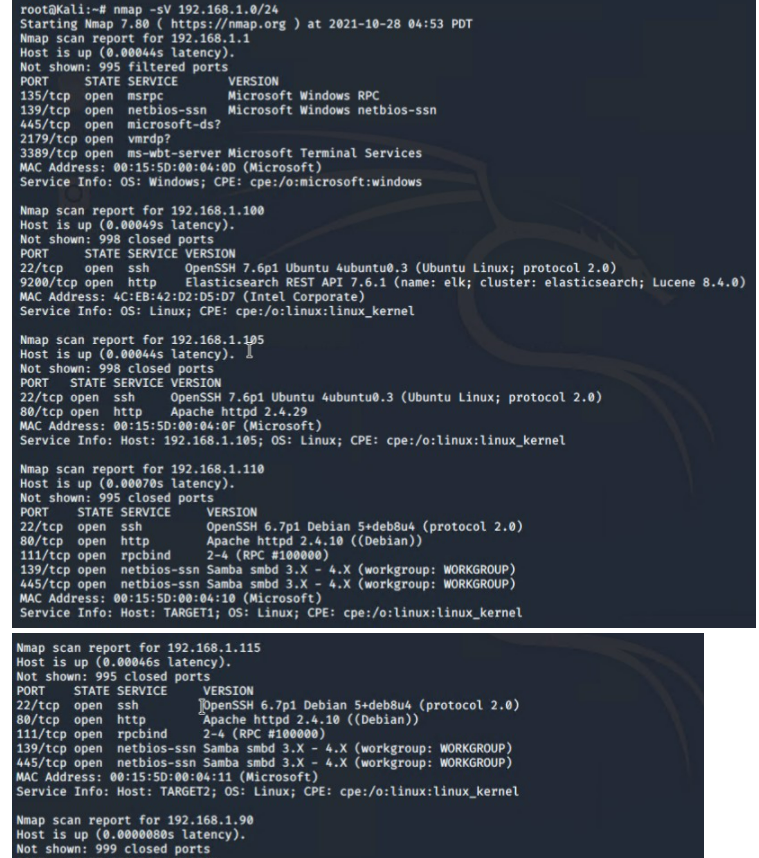 root@Kali:~# nmap -sV 192.168.1.0/24
Starting Nmap 7.80 ( https://nmap.org ) at 2021-10-28 04:53 PDT
Nmap scan report for 192.168.1.1
Host is up (0.00044s latency).
Not shown: 995 filtered ports
PORT     STATE SERVICE       VERSION
135/tcp  open  msrpc         Microsoft Windows RPC
139/tcp  open  netbios-ssn   Microsoft Windows netbios-ssn
445/tcp  open  microsoft-ds?
2179/tcp open  vmrdp?
3389/tcp open  ms-wbt-server Microsoft Terminal Services
MAC Address: 00:15:5D:00:04:0D (Microsoft)
Service Info: OS: Windows; CPE: cpe:/o:microsoft:windows

Nmap scan report for 192.168.1.100
Host is up (0.00049s latency).
Not shown: 998 closed ports
PORT     STATE SERVICE VERSION
22/tcp   open  ssh     OpenSSH 7.6p1 Ubuntu 4ubuntu0.3 (Ubuntu Linux; protocol 2.0)
9200/tcp open  http    Elasticsearch REST API 7.6.1 (name: elk; cluster: elasticsearch; Lucene 8.4.0)
MAC Address: 4C:EB:42:D2:D5:D7 (Intel Corporate)
Service Info: OS: Linux; CPE: cpe:/o:linux:linux_kernel

Nmap scan report for 192.168.1.105
Host is up (0.00044s latency).
Not shown: 998 closed ports
PORT   STATE SERVICE VERSION
22/tcp open  ssh     OpenSSH 7.6p1 Ubuntu 4ubuntu0.3 (Ubuntu Linux; protocol 2.0)
80/tcp open  http    Apache httpd 2.4.29
MAC Address: 00:15:5D:00:04:0F (Microsoft)
Service Info: Host: 192.168.1.105; OS: Linux; CPE: cpe:/o:linux:linux_kernel

Nmap scan report for 192.168.1.110
Host is up (0.00070s latency).
Not shown: 995 closed ports
PORT    STATE SERVICE     VERSION
22/tcp  open  ssh         OpenSSH 6.7p1 Debian 5+deb8u4 (protocol 2.0)
80/tcp  open  http        Apache httpd 2.4.10 ((Debian))
111/tcp open  rpcbind     2-4 (RPC #100000)
139/tcp open  netbios-ssn Samba smbd 3.X - 4.X (workgroup: WORKGROUP)
445/tcp open  netbios-ssn Samba smbd 3.X - 4.X (workgroup: WORKGROUP)
MAC Address: 00:15:5D:00:04:10 (Microsoft)
Service Info: Host: TARGET1; OS: Linux; CPE: cpe:/o:linux:linux_kernel

Nmap scan report for 192.168.1.115
Host is up (0.00046s latency).
Not shown: 995 closed ports
PORT    STATE SERVICE     VERSION
22/tcp  open  ssh         OpenSSH 6.7p1 Debian 5+deb8u4 (protocol 2.0)
80/tcp  open  http        Apache httpd 2.4.10 ((Debian))
111/tcp open  rpcbind     2-4 (RPC #100000)
139/tcp open  netbios-ssn Samba smbd 3.X - 4.X (workgroup: WORKGROUP)
445/tcp open  netbios-ssn Samba smbd 3.X - 4.X (workgroup: WORKGROUP)
MAC Address: 00:15:5D:00:04:11 (Microsoft)
Service Info: Host: TARGET2; OS: Linux; CPE: cpe:/o:linux:linux_kernel

Nmap scan report for 192.168.1.90
Host is up (0.0000080s latency).
Not shown: 999 closed ports